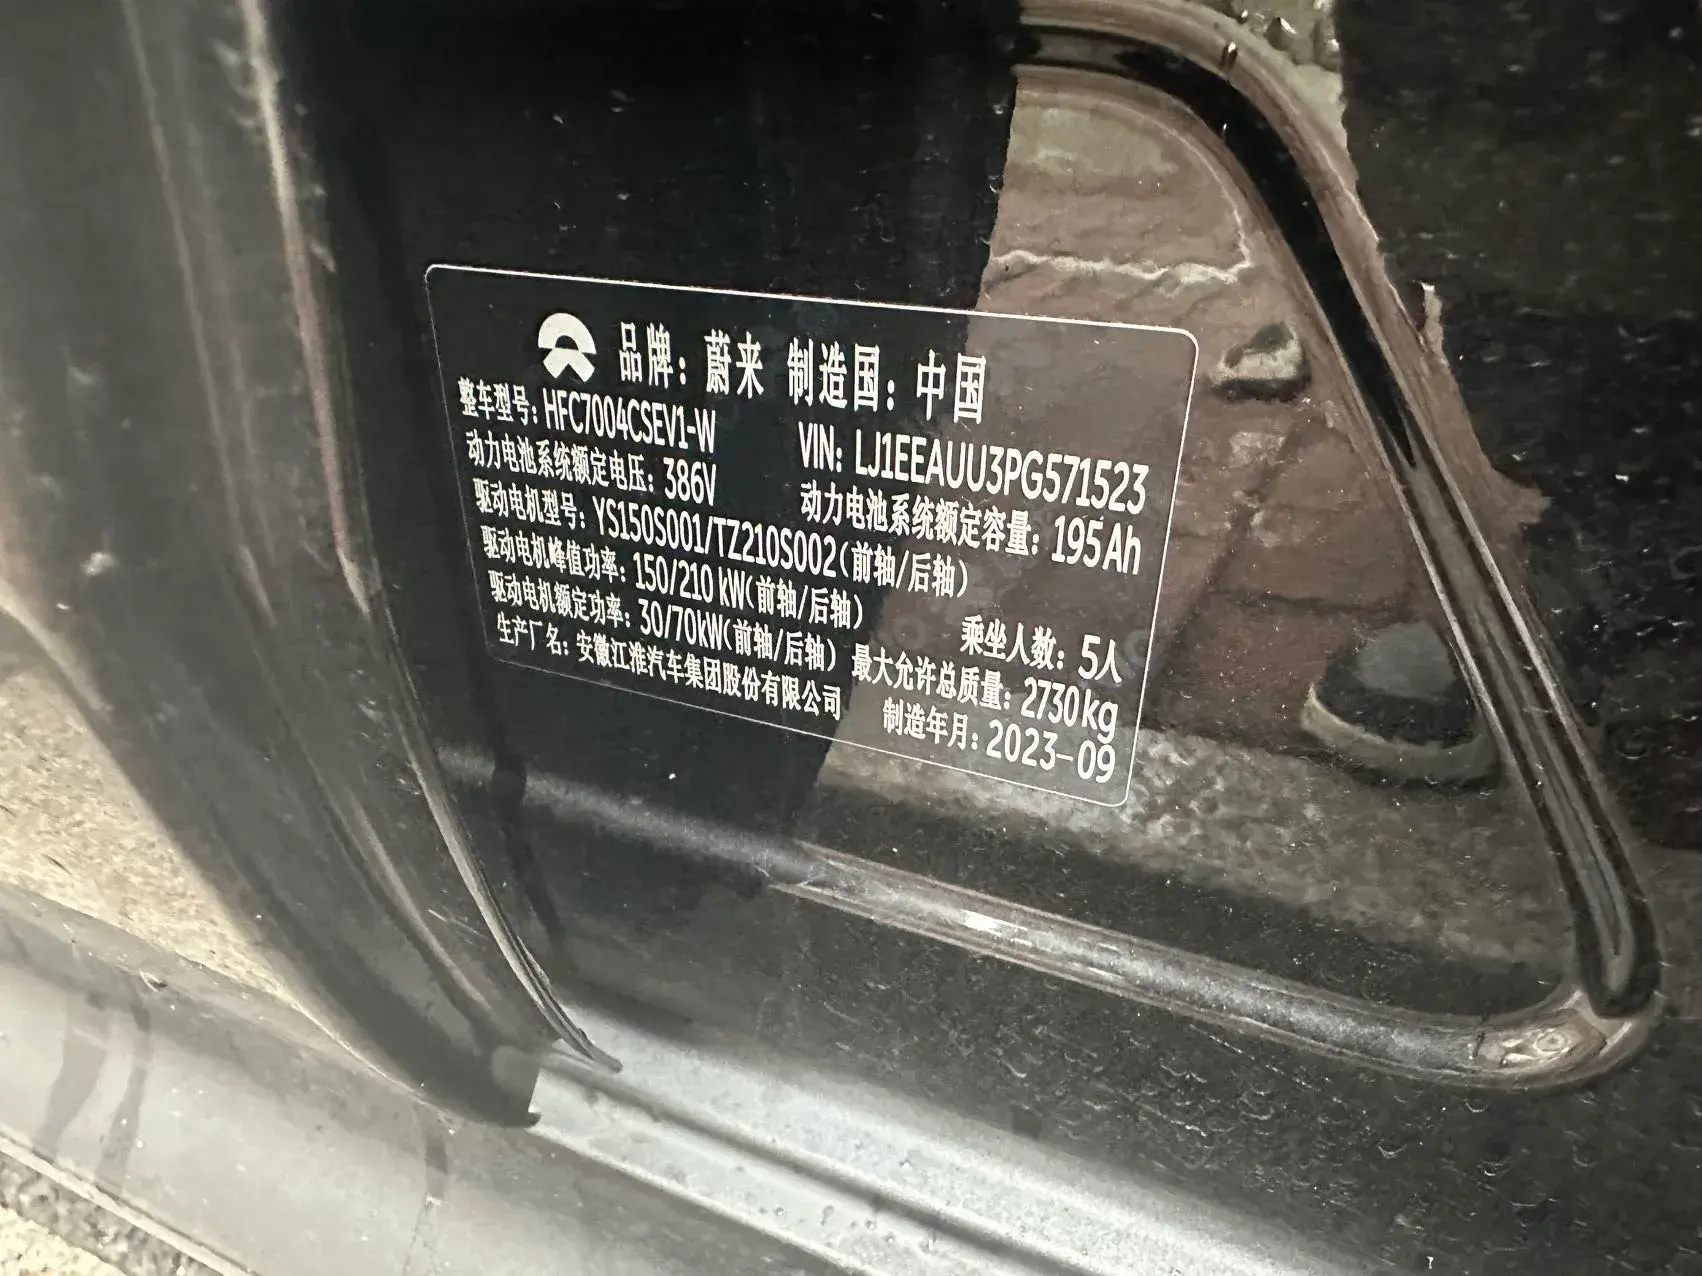 品牌：蔚来 制造国：中国
整车型号：HFC7004CSEV1-W VIN：LJ1EEAUU3PG571523
动力电池系统额定电压：386V 动力电池系统额定容量：195Ah
驱动电机型号：YS150S001/TZ210S002(前轴/后轴)
驱动电机峰值功率：150/210 kW(前轴/后轴) 乘坐人数：5人
驱动电机额定功率：30/70kW(前轴/后轴) 最大允许总质量：2730kg
生产厂名：安徽江淮汽车集团股份有限公司 制造年月：2023-09